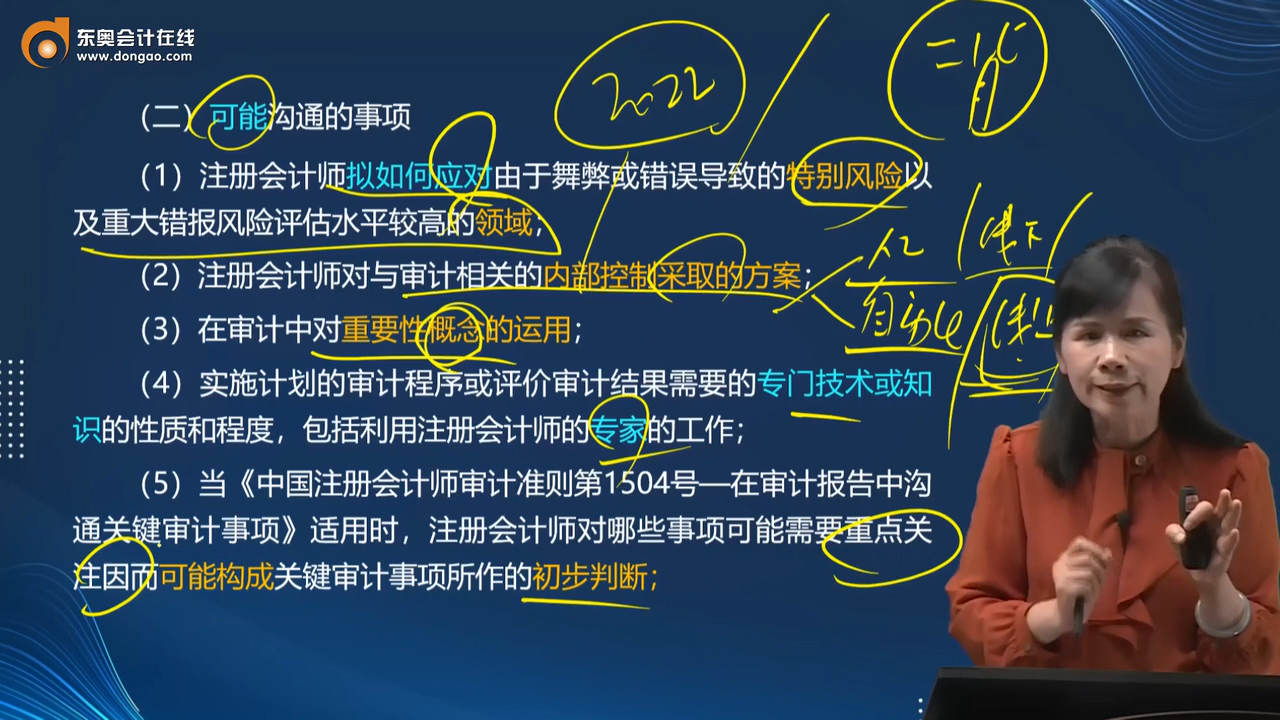 东奥会计在线
www.dongao.com
2022
（二）可能沟通的事项
（1）注册会计师拟如何应对由于舞弊或错误导致的特别风险以
及重大错报风险评估水平较高的领域；
（2）注册会计师对与审计相关的内部控制采取的方案；
人工
自动化
（3）在审计中对重要性概念的运用；
（4）实施计划的审计程序或评价审计结果需要的专门技术或知
识的性质和程度，包括利用注册会计师的专家的工作；
（5）当《中国注册会计师审计准则第1504号—在审计报告中沟
通关键审计事项》适用时，注册会计师对哪些事项可能需要重点关
注因而可能构成关键审计事项所作的初步判断；